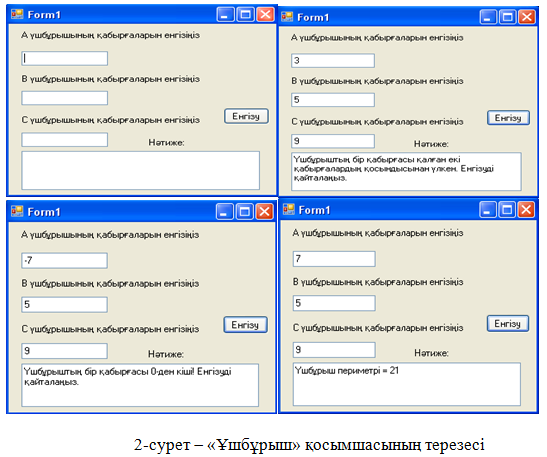 Form1
А үшбұрышының қабырғаларын енгізіңіз
В үшбұрышының қабырғаларын енгізіңіз
С үшбұрышының қабырғаларын енгізіңіз
Енгізу
Нәтиже:
Form1
А үшбұрышының қабырғаларын енгізіңіз
3
В үшбұрышының қабырғаларын енгізіңіз
5
С үшбұрышының қабырғаларын енгізіңіз
Енгізу
9
Нәтиже:
Үшбұрыштың бір қабырғасы қалған екі
қабырғалардың қосындысынан үлкен. Енгізуді
қайталаңыз.
Form1
А үшбұрышының қабырғаларын енгізіңіз
-7
В үшбұрышының қабырғаларын енгізіңіз
5
С үшбұрышының қабырғаларын енгізіңіз
Енгізу
9
Нәтиже:
Үшбұрыштың бір қабырғасы 0-ден кіші! Енгізуді
қайталаңыз.
Form1
А үшбұрышының қабырғаларын енгізіңіз
7
В үшбұрышының қабырғаларын енгізіңіз
5
С үшбұрышының қабырғаларын енгізіңіз
Енгізу
9
Нәтиже:
Үшбұрыш периметрі = 21
2-сурет – «Ұшбұрыш» қосымшасының терезесі